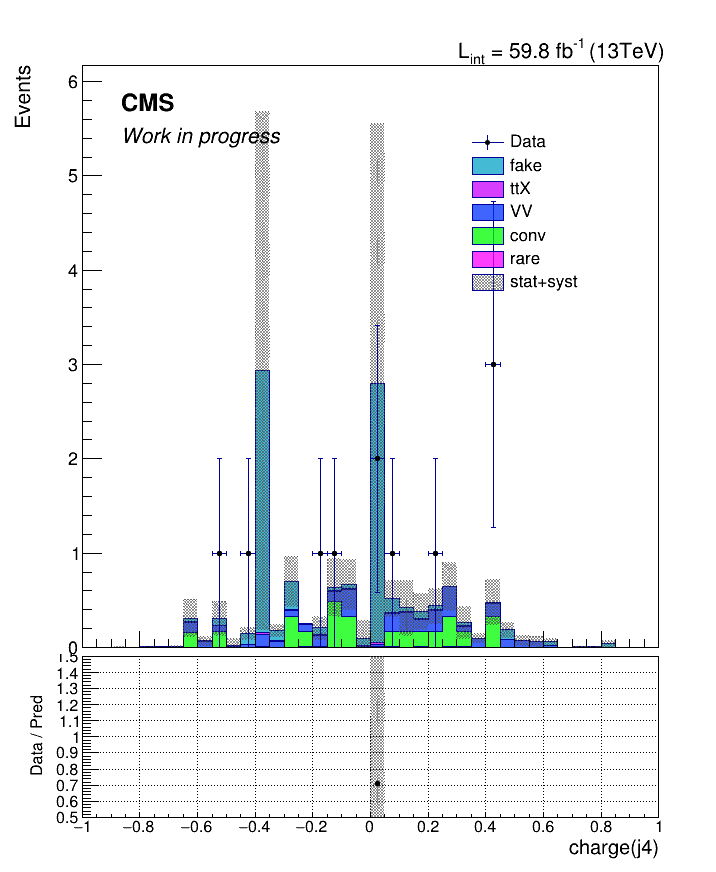 L_int = 59.8 fb^-1 (13TeV)
Events
CMS
Work in progress
Data
fake
ttX
VV
conv
rare
stat+syst
6
5
4
3
2
1
0
Data / Pred
1.5
1.4
1.3
1.2
1.1
1
0.9
0.8
0.7
0.6
0.5
−1 −0.8 −0.6 −0.4 −0.2 0 0.2 0.4 0.6 0.8 1
charge(j4)